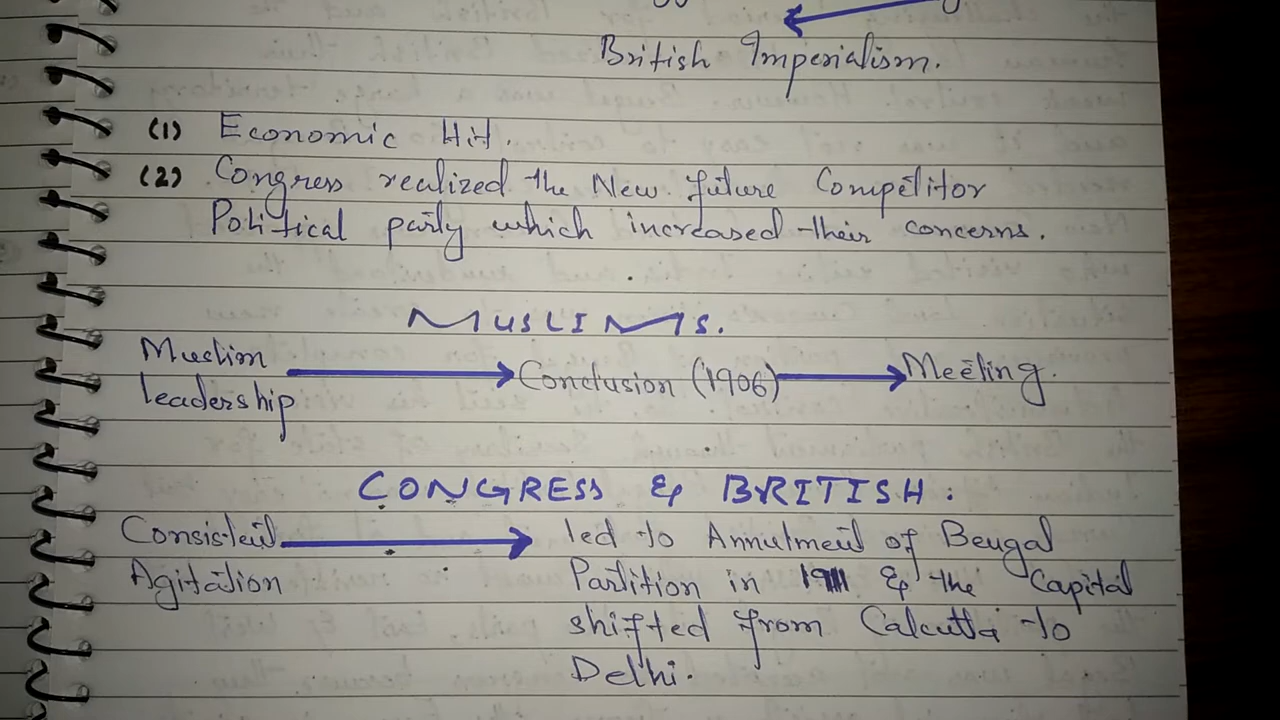 British Imperialism.
(1) Economic Hit.
(2) Congress realized the New future Competitor
Political party which increased their concerns.
MUSLIMS.
Muslim leadership → Conclusion (1906) → Meeting.
CONGRESS & BRITISH:
Consistent Agitation → led to Annulment of Bengal
Partition in 1911 & the Capital
shifted from Calcutta to
Delhi.